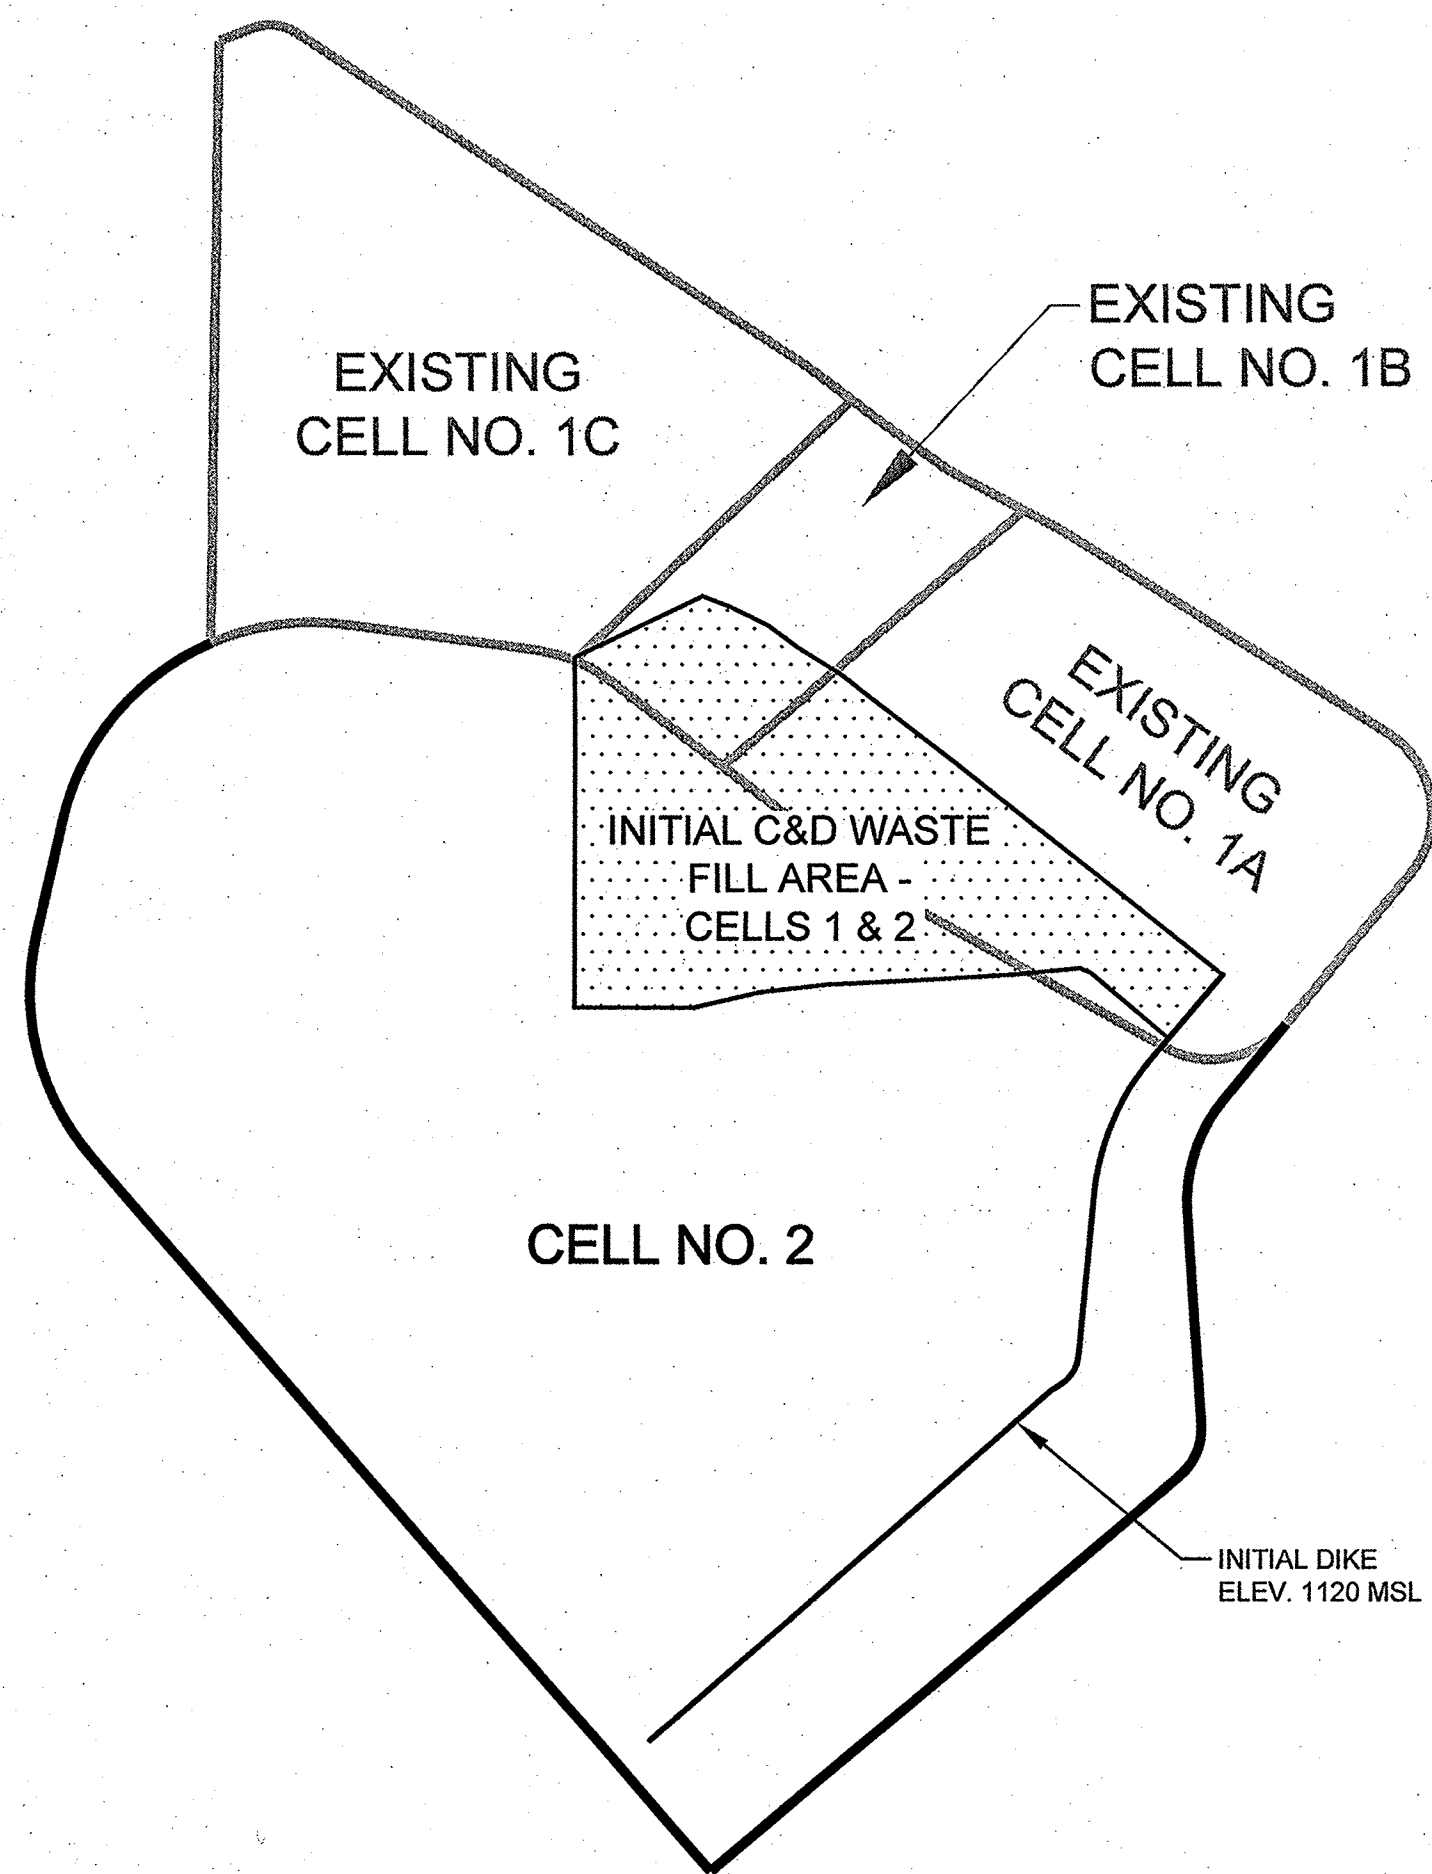 EXISTING
CELL NO. 1B
EXISTING
CELL NO. 1C
EXISTING
CELL NO. 1A
INITIAL C&D WASTE
FILL AREA -
CELLS 1 & 2
CELL NO. 2
INITIAL DIKE
ELEV. 1120 MSL